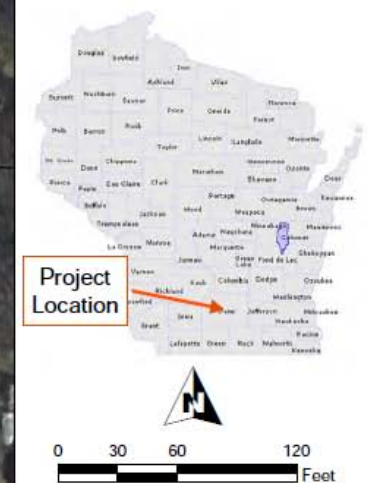 Douglas Bayfield
Iron
Ashland Vilas
Burnett Washburn Sawyer Florence
Price Oneida Forest
Polk Barron Rusk
Lincoln Langlade Marinette
Taylor
St. Croix Dunn Chippewa Menominee Oconto
Marathon Shawano Door
Pierce Pepin Eau Claire Clark
Portage Outagamie Kewaunee
Buffalo Jackson Wood Waupaca Brown
Trempealeau Winnebago Manitowoc
Adams Waushara Calumet
La Crosse Monroe Marquette
Juneau Green Lake Fond du Lac Sheboygan
Vernon
Project
Location
Sauk Columbia Dodge Ozaukee
Richland Washington
Crawford Dane Jefferson Milwaukee
Iowa Waukesha
Grant Racine
Lafayette Green Rock Walworth
Kenosha
N
0 30 60 120
Feet